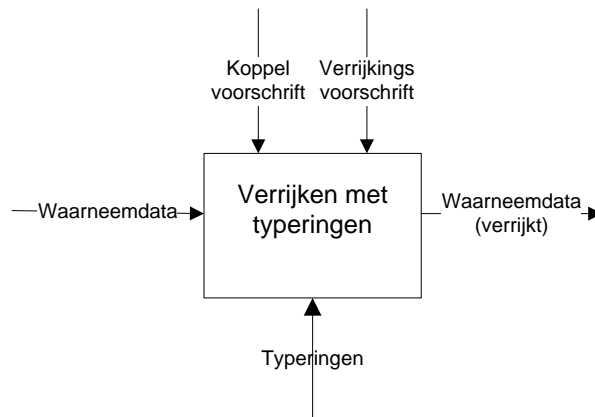 Koppel
voorschrift
Verrijkings
voorschrift
Verrijken met
typeringen
Waarneemdata
Waarneemdata
(verrijkt)
Typeringen